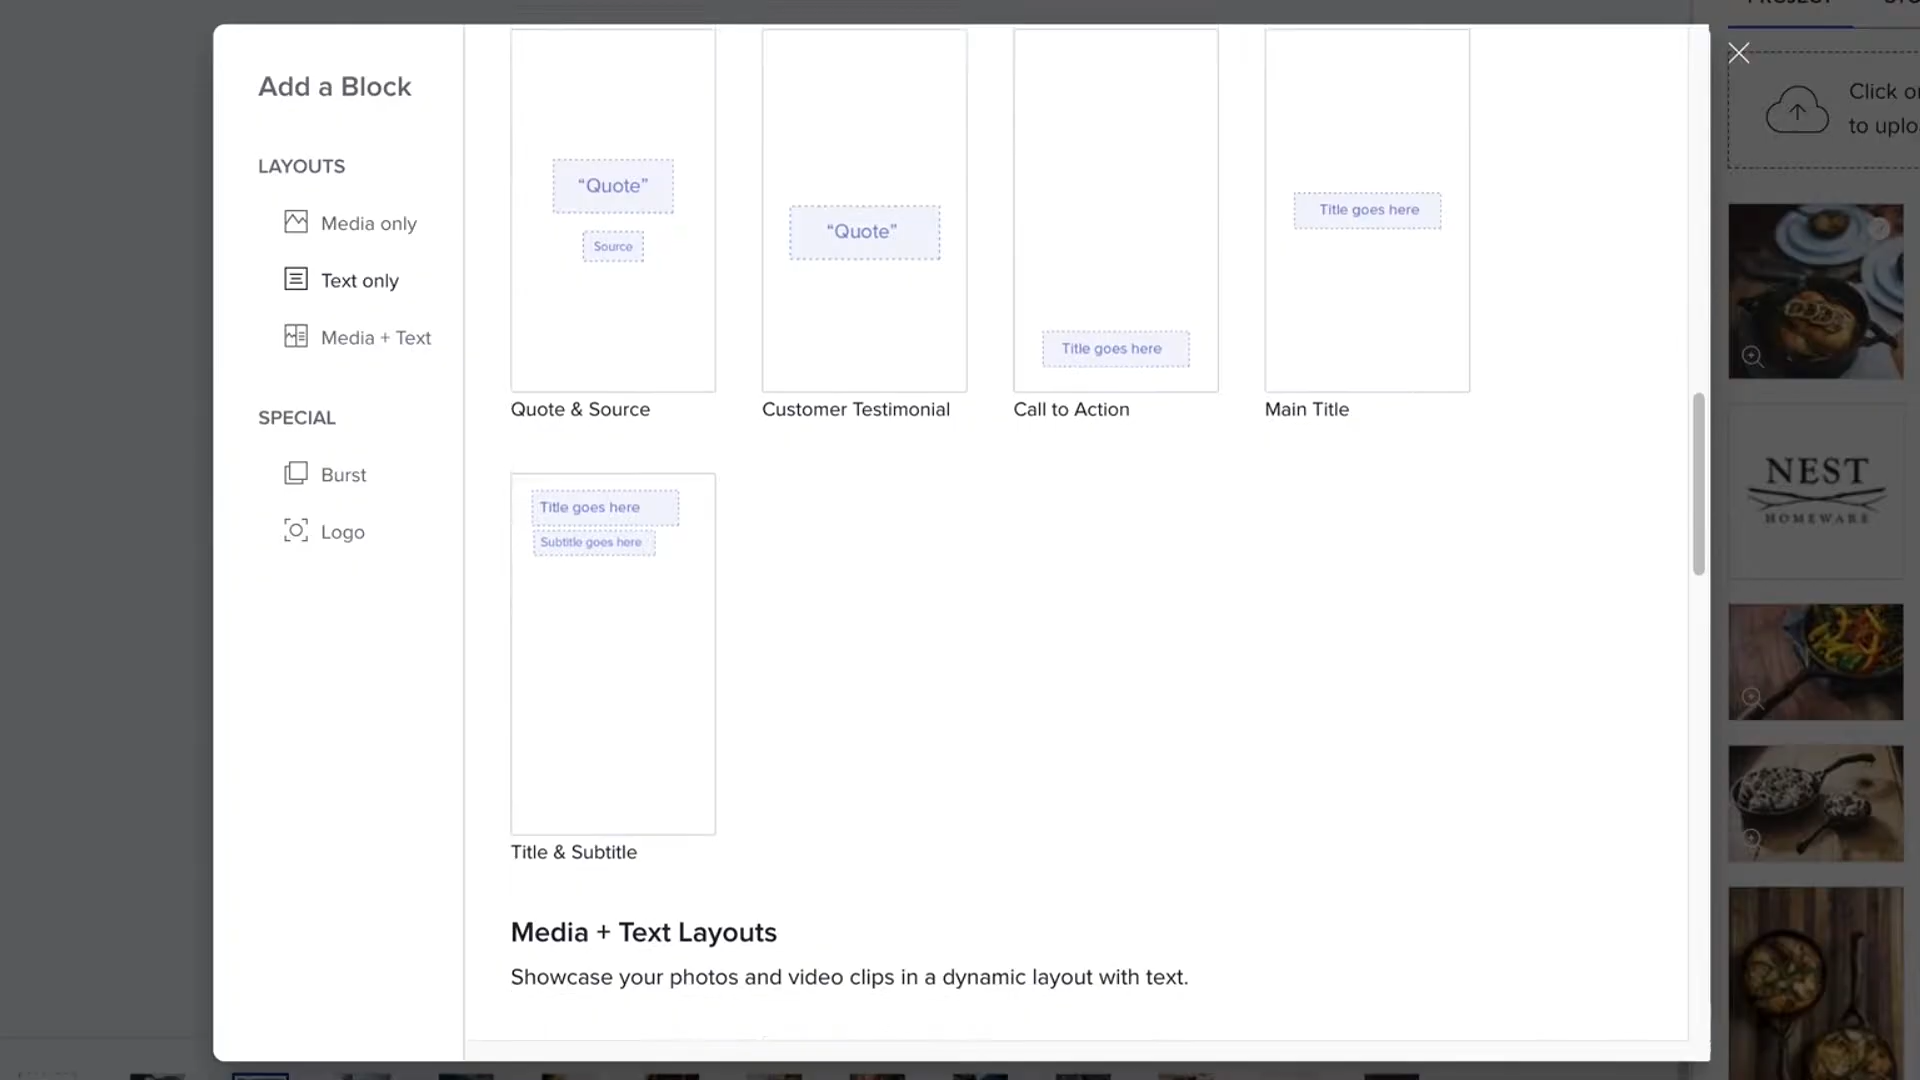 Add a Block
LAYOUTS
Media only
Text only
Media + Text
SPECIAL
Burst
Logo
“Quote”
Source
Quote & Source
“Quote”
Customer Testimonial
Title goes here
Call to Action
Title goes here
Main Title
Title goes here
Subtitle goes here
Title & Subtitle
Media + Text Layouts
Showcase your photos and video clips in a dynamic layout with text.
PROJECT
Click
to
NEST
HOMEWARE